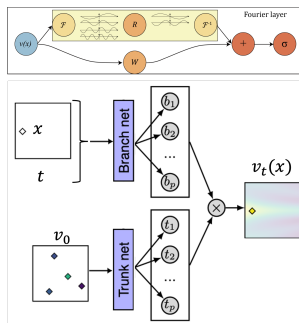 Fourier layer
v(x)
ℱ
R
ℱ⁻¹
W
+
σ
x
t
Branch net
b₁
b₂
...
bₚ
×
vₜ(x)
v₀
Trunk net
t₁
t₂
...
tₚ